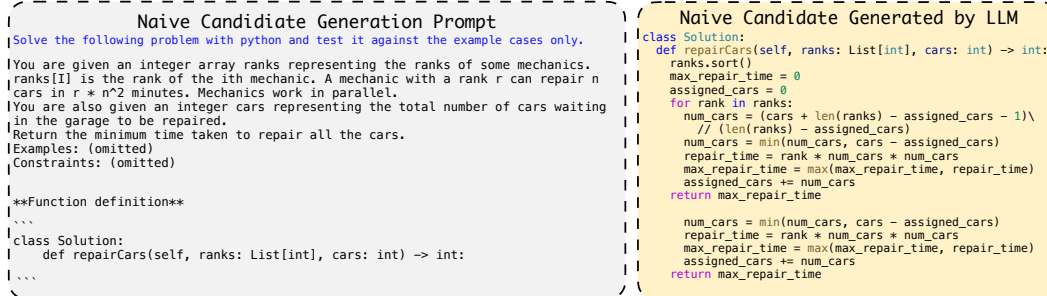 Naive Candidiate Generation Prompt
Solve the following problem with python and test it against the example cases only.
You are given an integer array ranks representing the ranks of some mechanics.
ranks[I] is the rank of the ith mechanic. A mechanic with a rank r can repair n
cars in r * n^2 minutes. Mechanics work in parallel.
You are also given an integer cars representing the total number of cars waiting
in the garage to be repaired.
Return the minimum time taken to repair all the cars.
Examples: (omitted)
Constraints: (omitted)
**Function definition**
```
class Solution:
    def repairCars(self, ranks: List[int], cars: int) -> int:
```
Naive Candidate Generated by LLM
class Solution:
  def repairCars(self, ranks: List[int], cars: int) -> int:
    ranks.sort()
    max_repair_time = 0
    assigned_cars = 0
    for rank in ranks:
      num_cars = (cars + len(ranks) - assigned_cars - 1)\
        // (len(ranks) - assigned_cars)
      num_cars = min(num_cars, cars - assigned_cars)
      repair_time = rank * num_cars * num_cars
      max_repair_time = max(max_repair_time, repair_time)
      assigned_cars += num_cars
    return max_repair_time
      num_cars = min(num_cars, cars - assigned_cars)
      repair_time = rank * num_cars * num_cars
      max_repair_time = max(max_repair_time, repair_time)
      assigned_cars += num_cars
    return max_repair_time